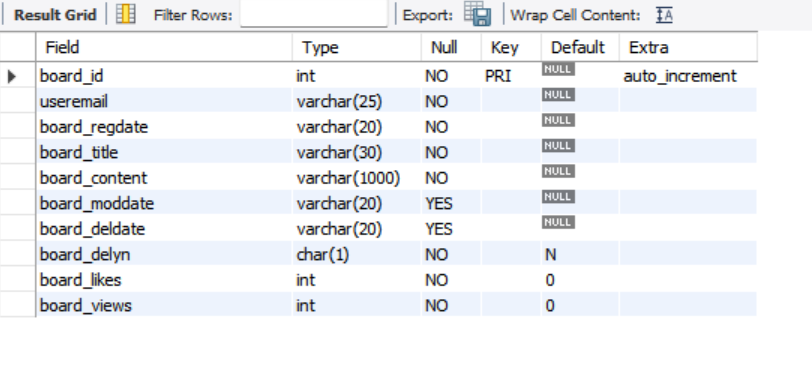 Result Grid Filter Rows: Export: Wrap Cell Content: IA
Field Type Null Key Default Extra
board_id int NO PRI NULL auto_increment
useremail varchar(25) NO NULL
board_regdate varchar(20) NO NULL
board_title varchar(30) NO NULL
board_content varchar(1000) NO NULL
board_moddate varchar(20) YES NULL
board_deldate varchar(20) YES NULL
board_delyn char(1) NO N
board_likes int NO 0
board_views int NO 0